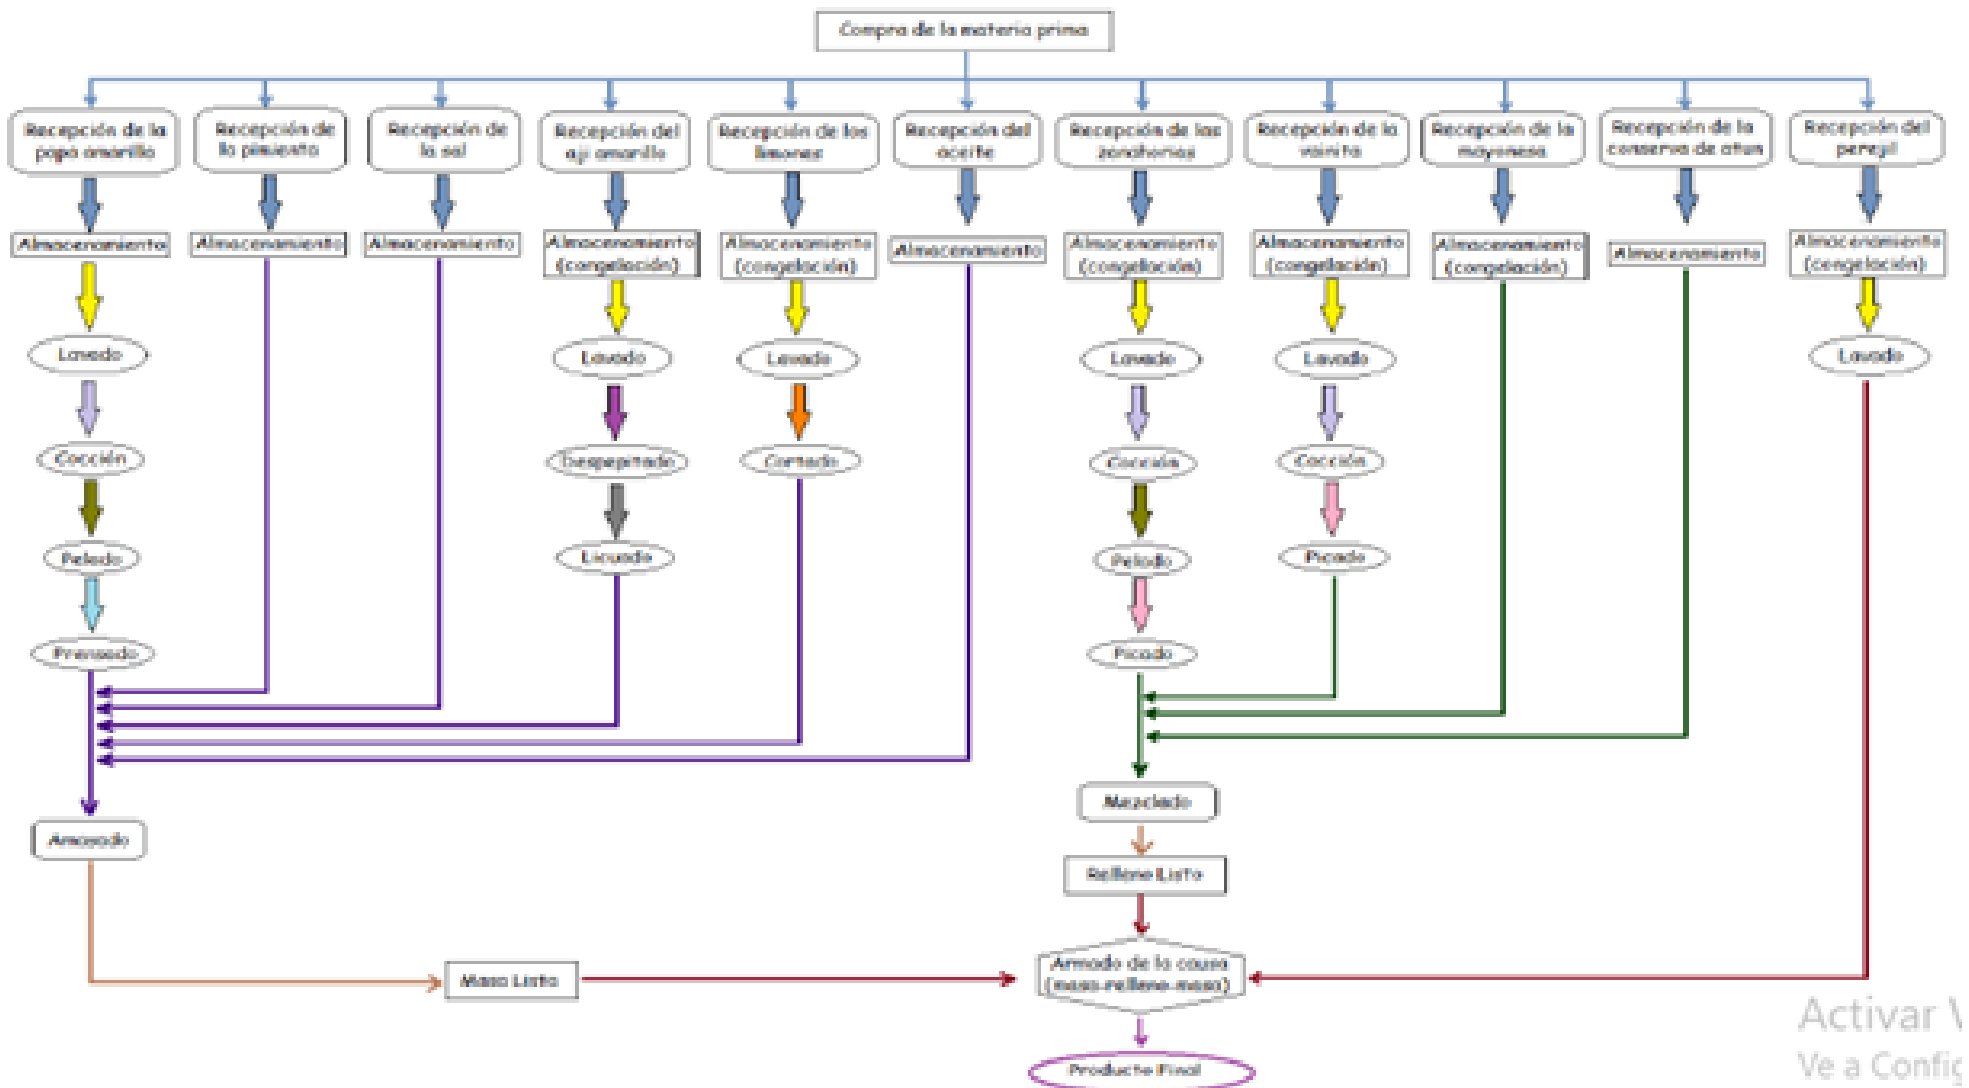 Compra de la materia prima
Recepción de la
papa amarilla
Recepción de
la pimienta
Recepción de
la sal
Recepción del
aji amarillo
Recepción de los
limones
Recepción del
aceite
Recepción de las
zanahorias
Recepción de la
vainita
Recepción de la
mayonesa
Recepción de la
conserva de atun
Recepción del
perejil
Almacenamiento
Almacenamiento
Almacenamiento
Almacenamiento
(congelación)
Almacenamiento
(congelación)
Almacenamiento
Almacenamiento
(congelación)
Almacenamiento
(congelación)
Almacenamiento
(congelación)
Almacenamiento
Almacenamiento
(congelación)
Lavado
Lavado
Lavado
Lavado
Lavado
Lavado
Cocción
Despepitado
Cortado
Cocción
Cocción
Pelado
Licuado
Pelado
Picado
Prensado
Picado
Mezclado
Amasado
Relleno Listo
Masa Lista
Armado de la causa
(masa-relleno-masa)
Producto Final
Activar
Ve a Config